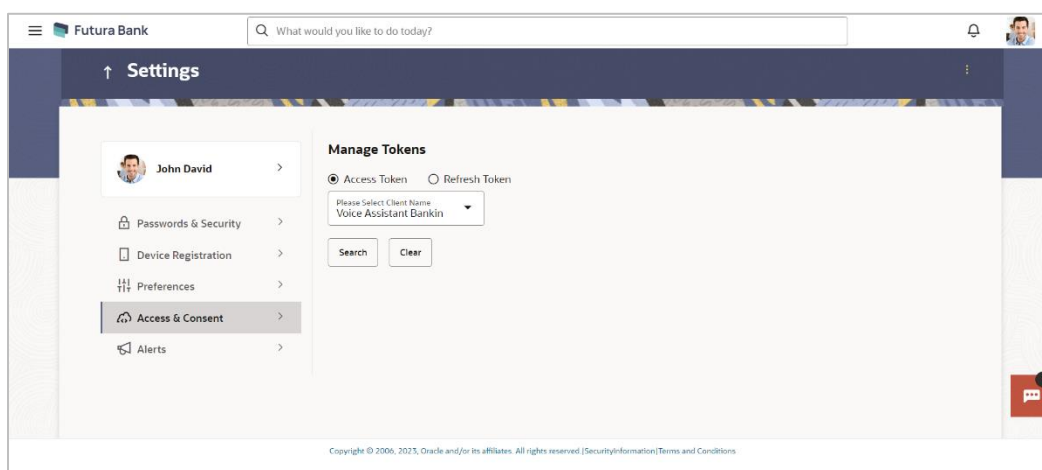 Futura Bank
What would you like to do today?
↑ Settings
John David
Passwords & Security
Device Registration
Preferences
Access & Consent
Alerts
Manage Tokens
Access Token Refresh Token
Please Select Client Name
Voice Assistant Bankin
Search Clear
Copyright © 2006, 2023, Oracle and/or its affiliates. All rights reserved.|SecurityInformation|Terms and Conditions